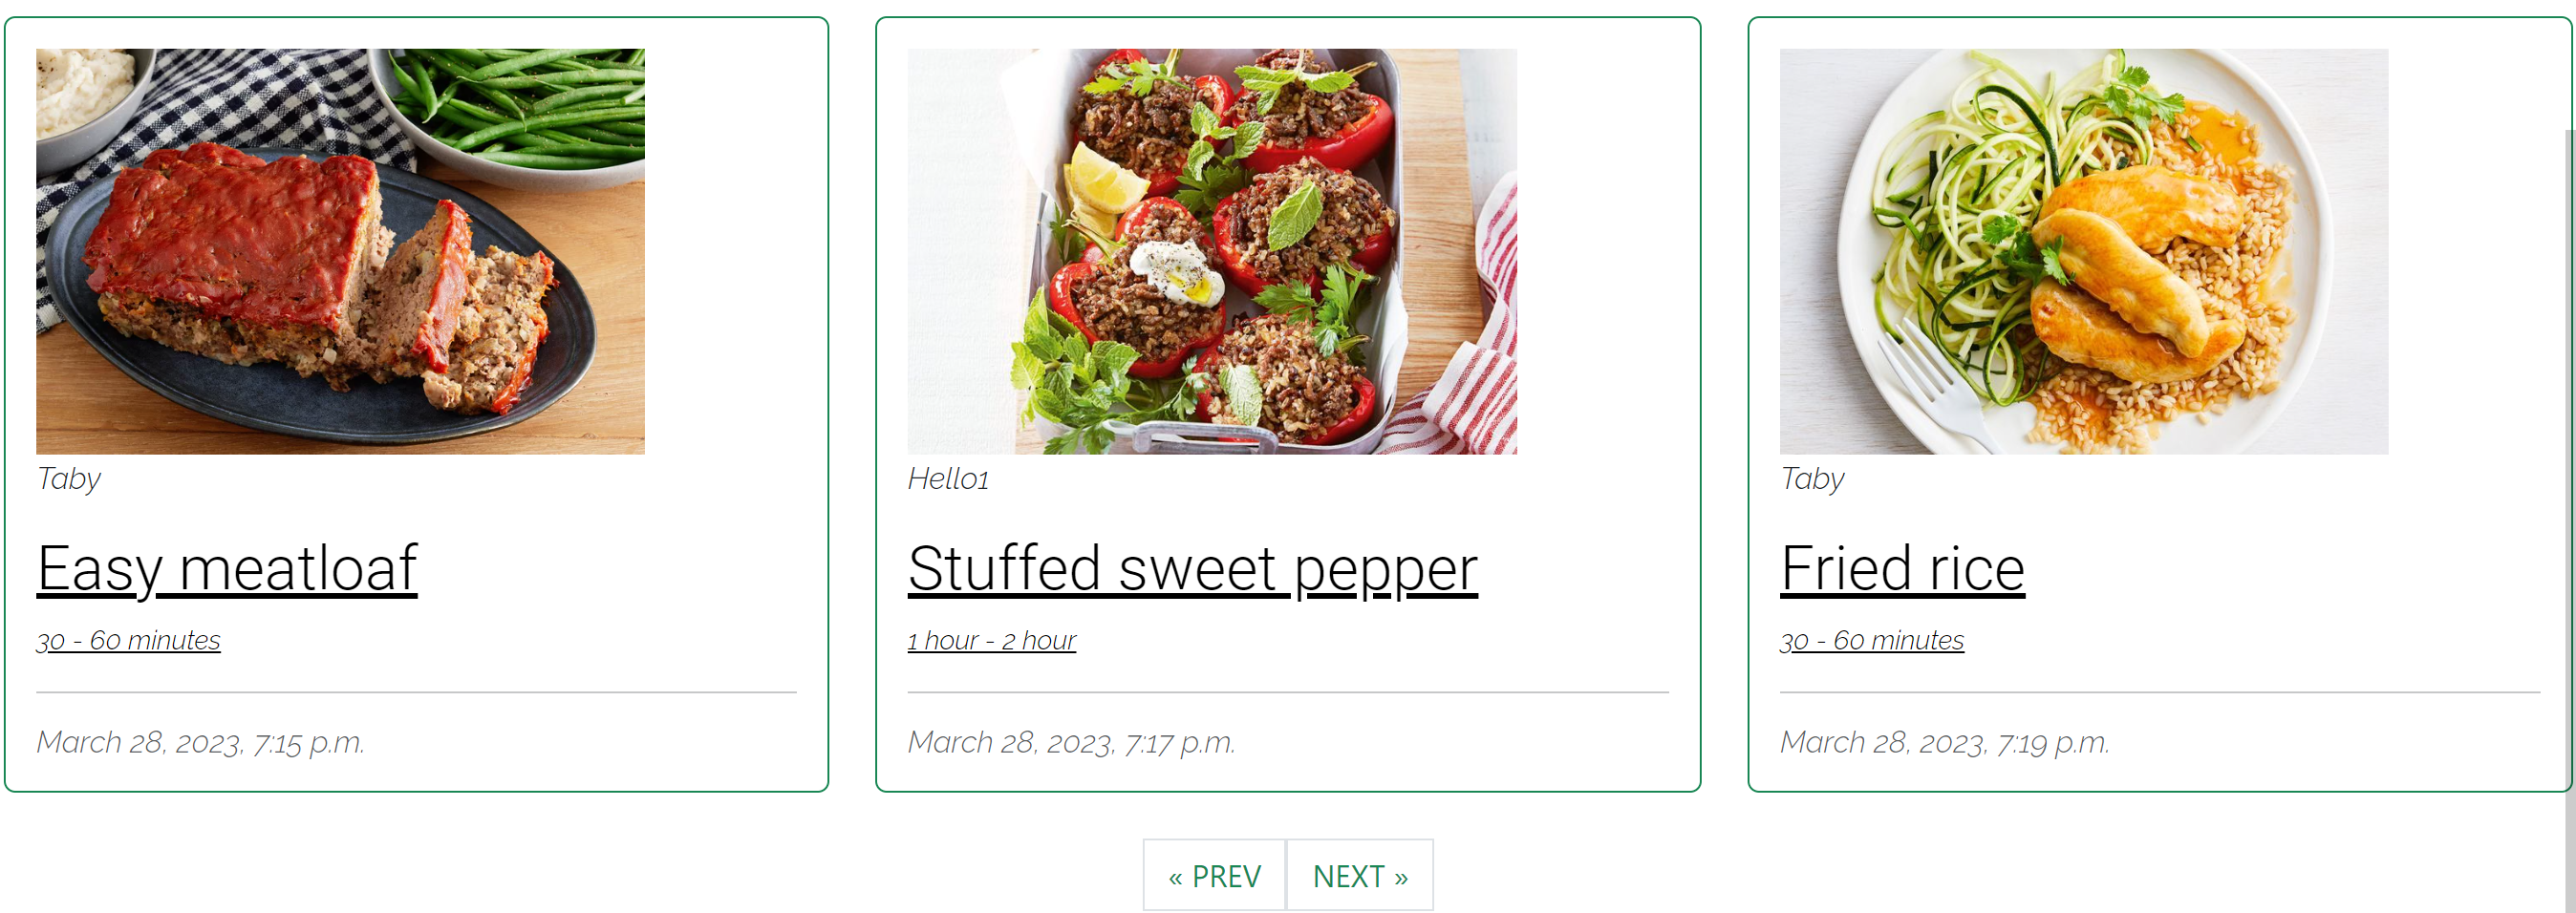 Taby
Easy meatloaf
30 - 60 minutes
March 28, 2023, 7:15 p.m.
Hello1
Stuffed sweet pepper
1 hour - 2 hour
March 28, 2023, 7:17 p.m.
Taby
Fried rice
30 - 60 minutes
March 28, 2023, 7:19 p.m.
« PREV
NEXT »